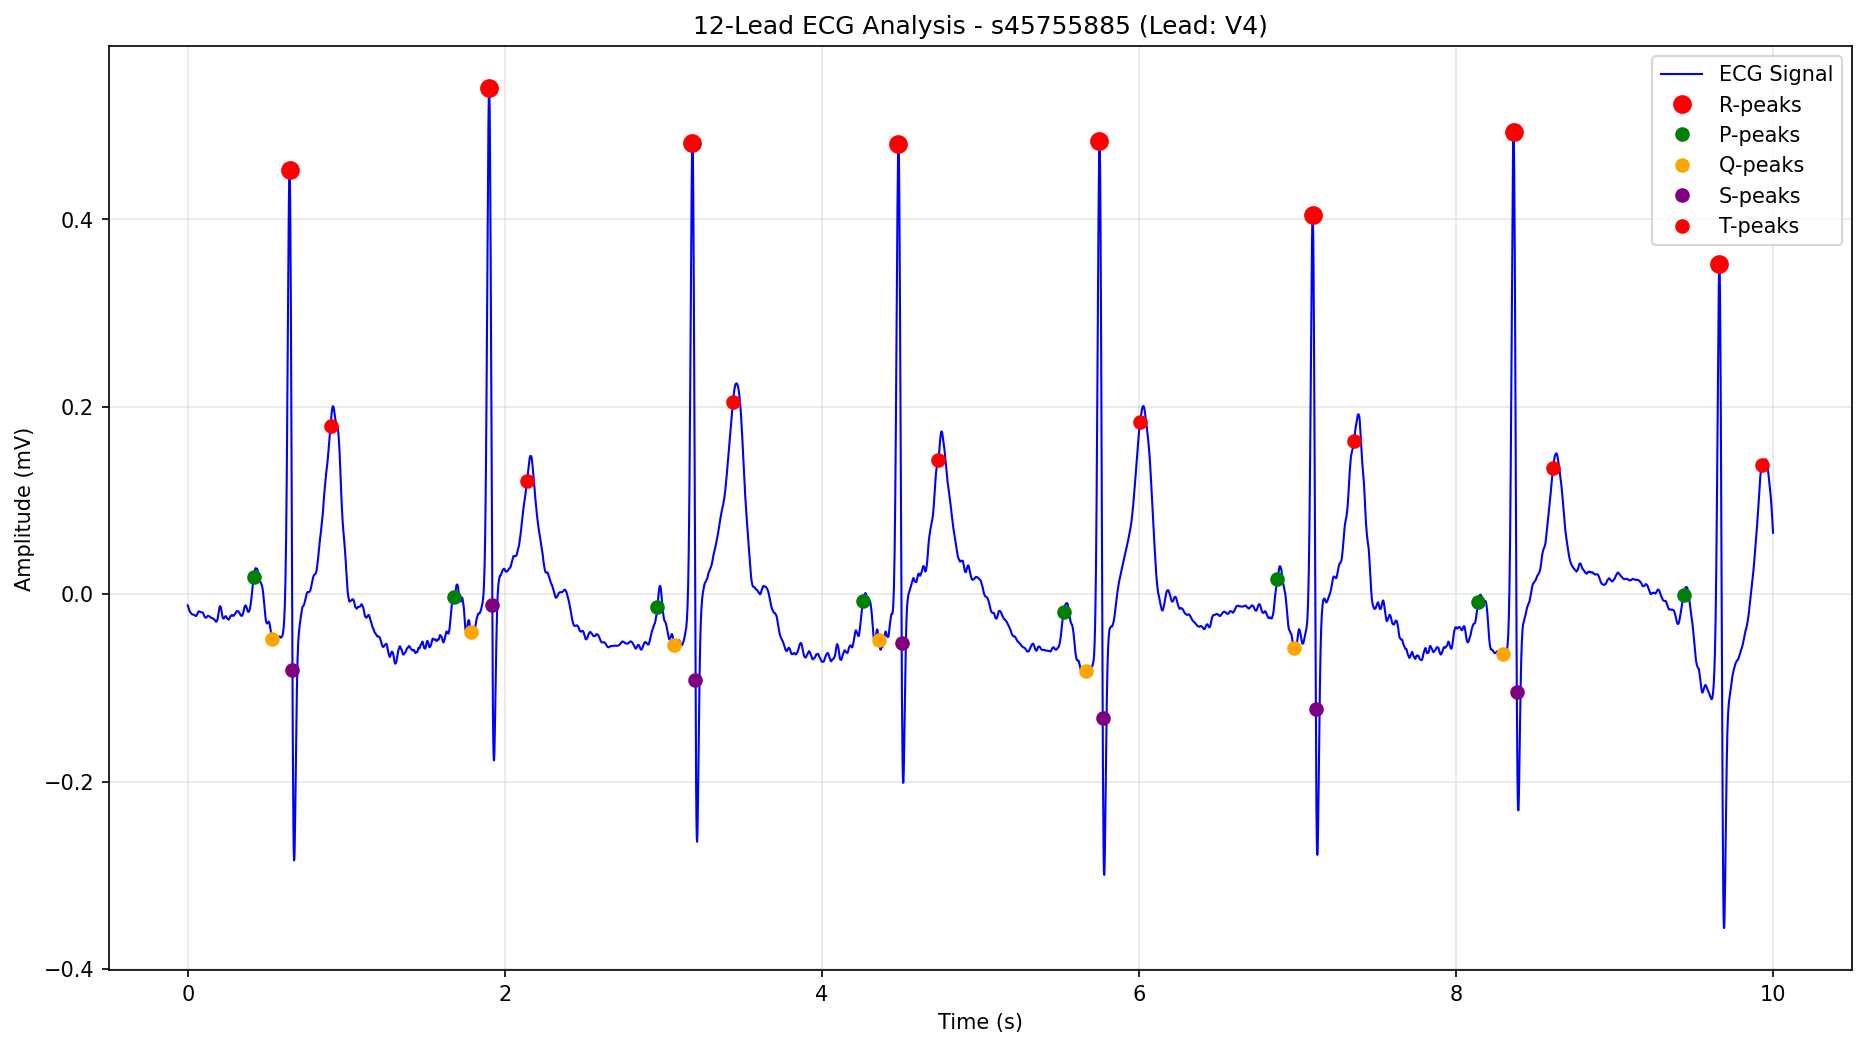 12-Lead ECG Analysis - s45755885 (Lead: V4)
ECG Signal
R-peaks
P-peaks
Q-peaks
S-peaks
T-peaks
Amplitude (mV)
0.4
0.2
0.0
−0.2
−0.4
0 2 4 6 8 10
Time (s)